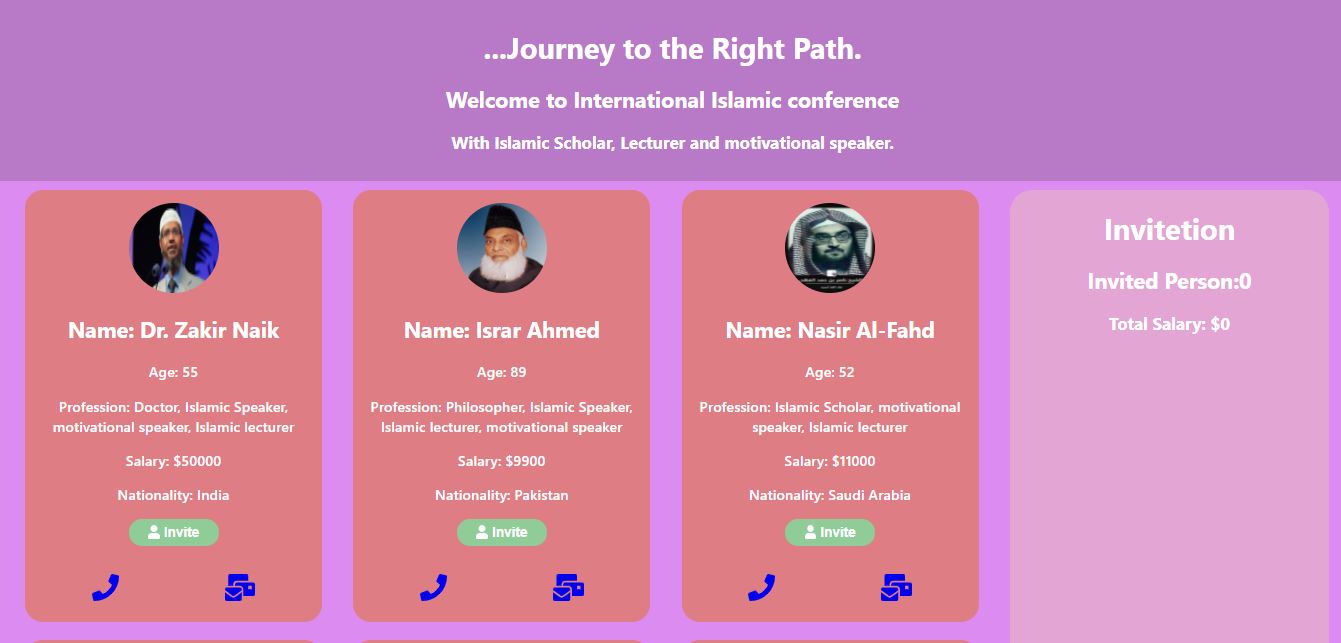 ...Journey to the Right Path.
Welcome to International Islamic conference
With Islamic Scholar, Lecturer and motivational speaker.
Name: Dr. Zakir Naik
Age: 55
Profession: Doctor, Islamic Speaker,
motivational speaker, Islamic lecturer
Salary: $50000
Nationality: India
Invite
Name: Israr Ahmed
Age: 89
Profession: Philosopher, Islamic Speaker,
Islamic lecturer, motivational speaker
Salary: $9900
Nationality: Pakistan
Invite
Name: Nasir Al-Fahd
Age: 52
Profession: Islamic Scholar, motivational
speaker, Islamic lecturer
Salary: $11000
Nationality: Saudi Arabia
Invite
Invitetion
Invited Person:0
Total Salary: $0